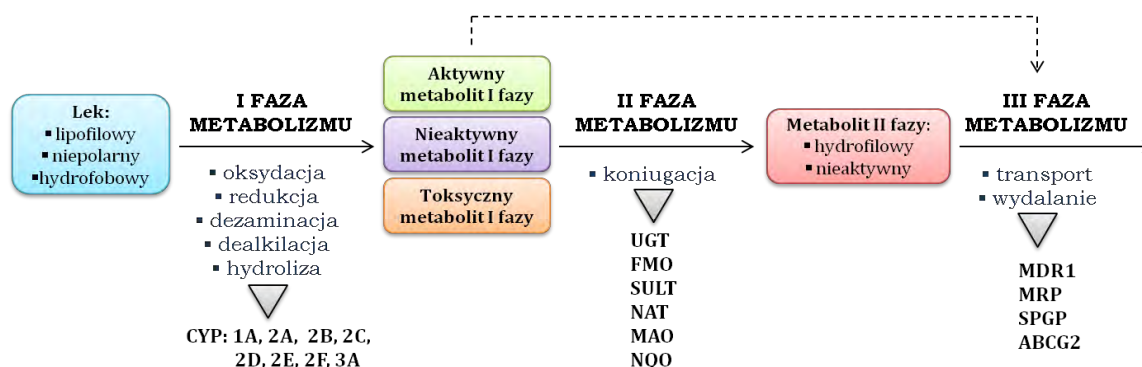 Lek:
▪ lipofilowy
▪ niepolarny
▪ hydrofobowy
I FAZA
METABOLIZMU
▪ oksydacja
▪ redukcja
▪ dezaminacja
▪ dealkilacja
▪ hydroliza
CYP: 1A, 2A, 2B, 2C,
2D, 2E, 2F, 3A
Aktywny
metabolit I fazy
Nieaktywny
metabolit I fazy
Toksyczny
metabolit I fazy
II FAZA
METABOLIZMU
▪ koniugacja
UGT
FMO
SULT
NAT
MAO
NQO
Metabolit II fazy:
▪ hydrofilowy
▪ nieaktywny
III FAZA
METABOLIZMU
▪ transport
▪ wydalanie
MDR1
MRP
SPGP
ABCG2